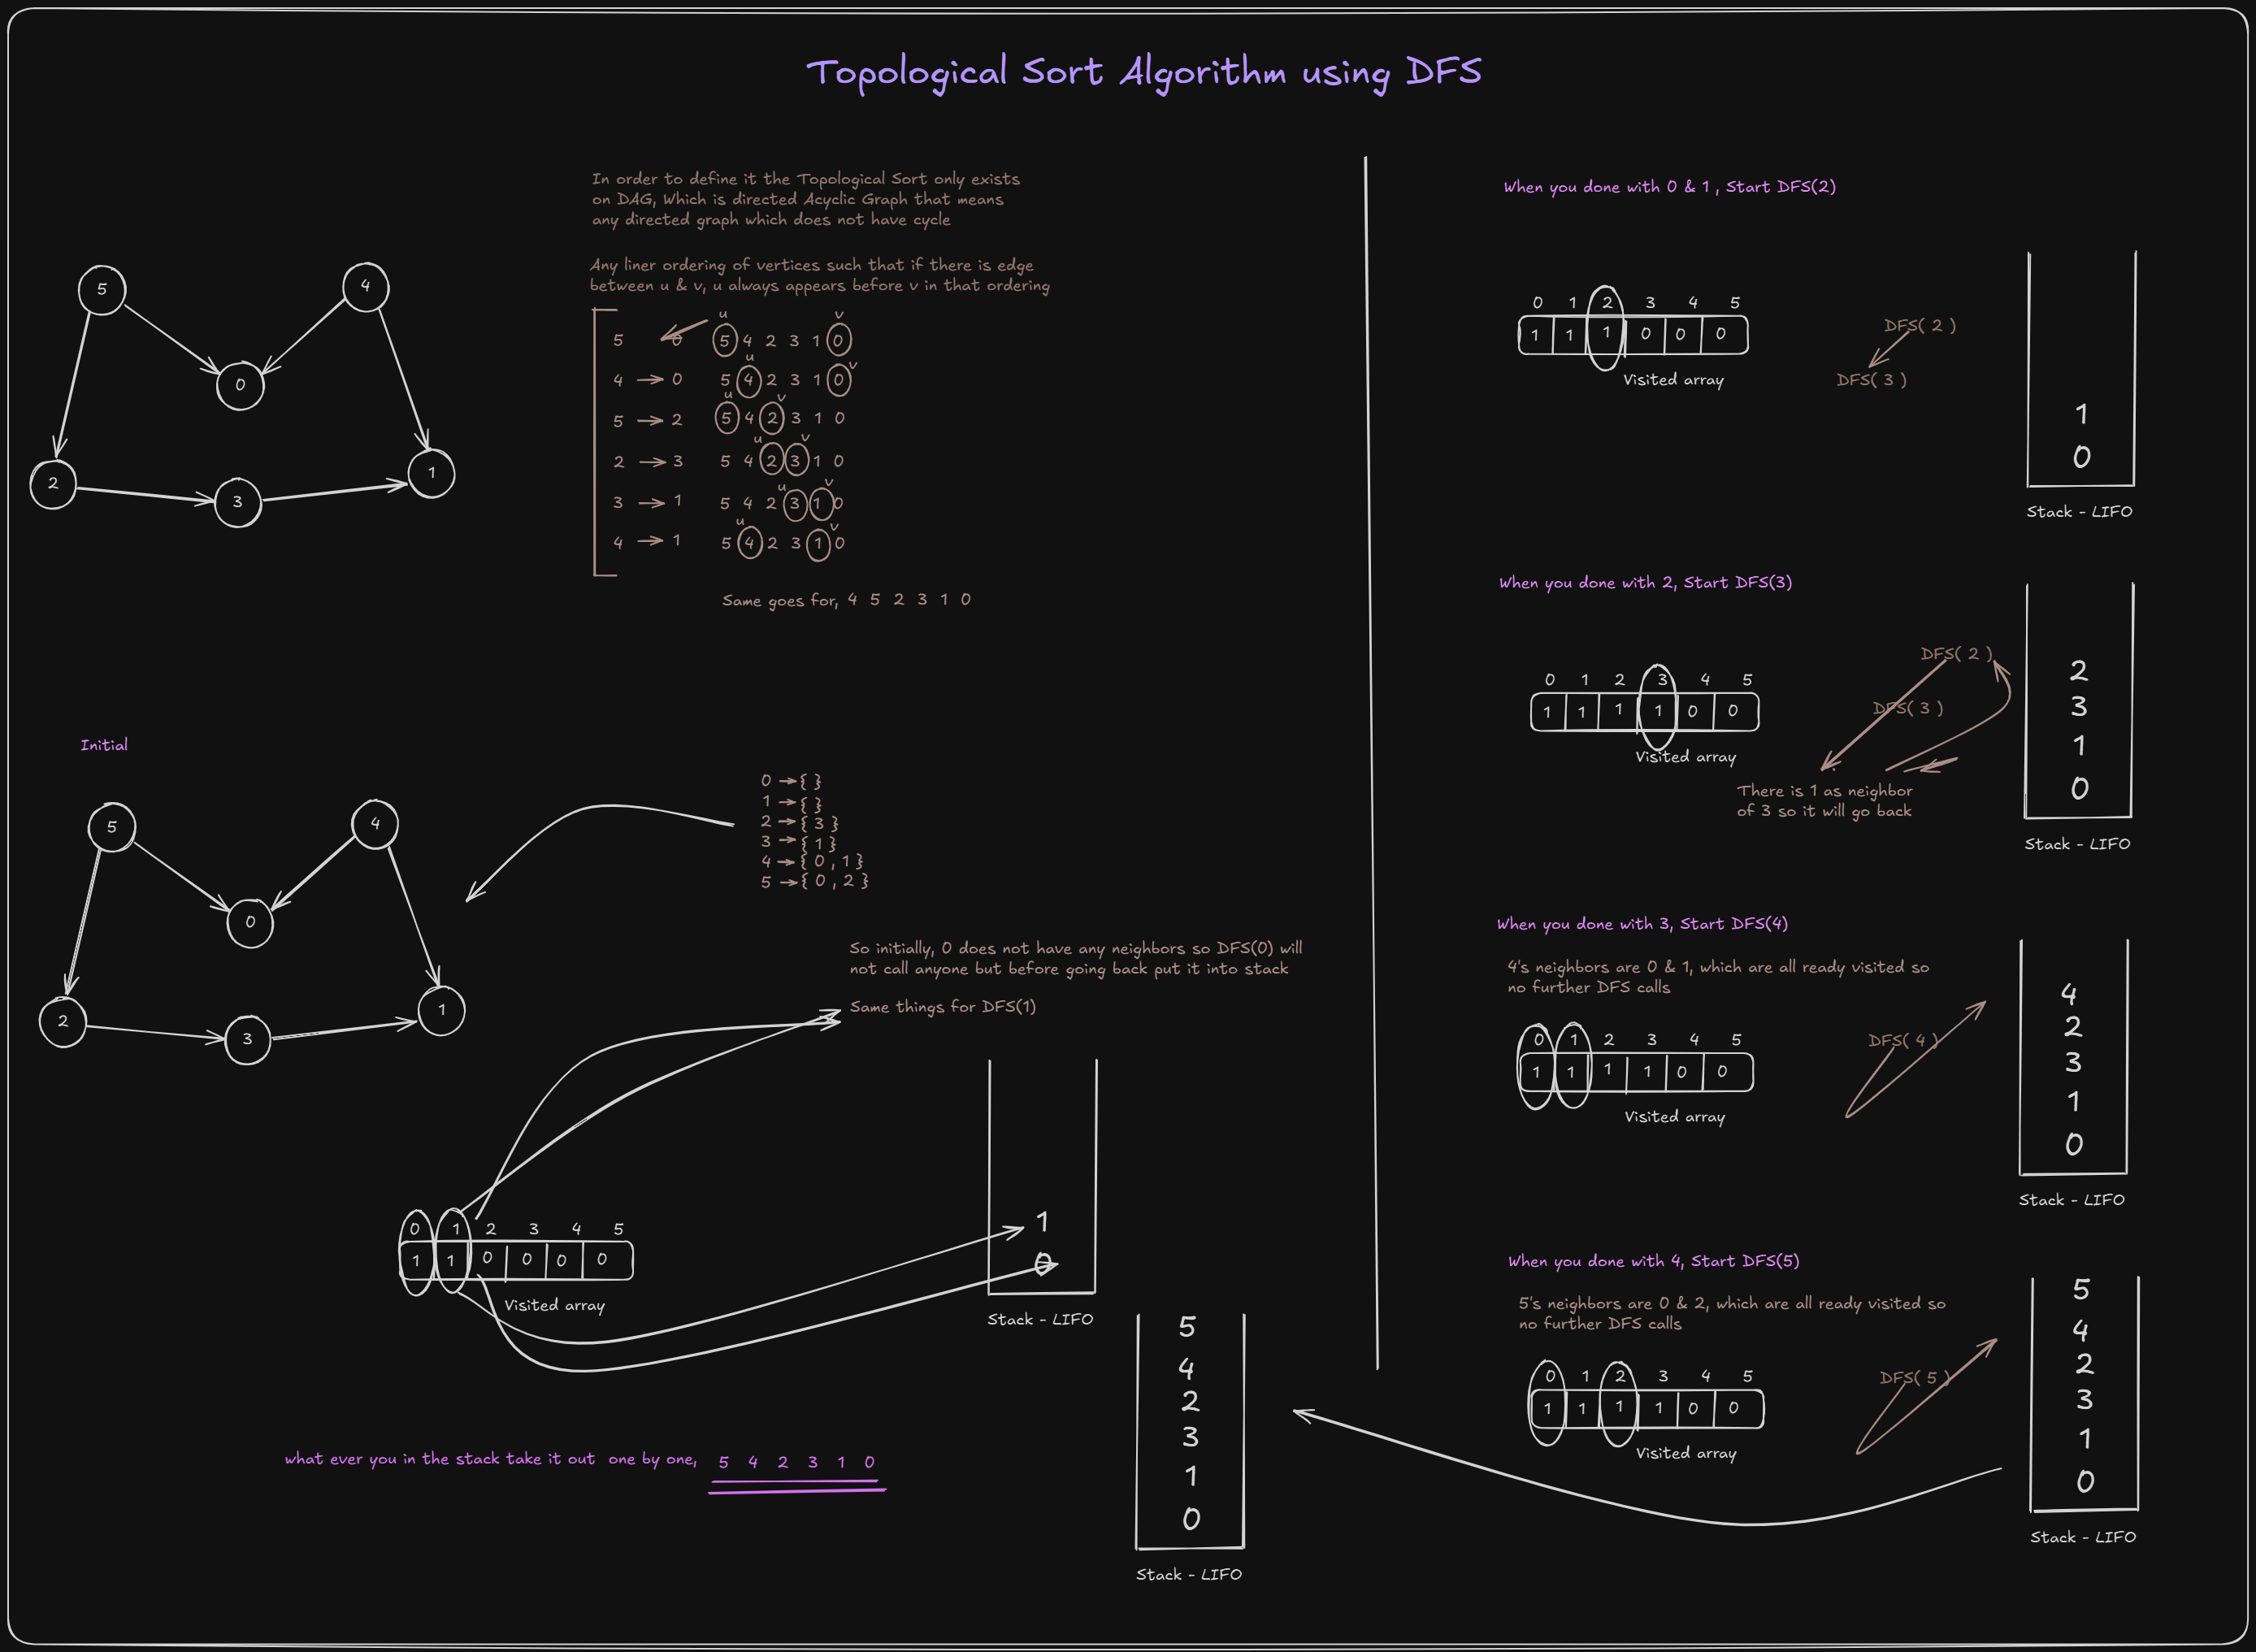 Topological Sort Algorithm using DFS
In order to define it the Topological Sort only exists
on DAG, Which is directed Acyclic Graph that means
any directed graph which does not have cycle
Any liner ordering of vertices such that if there is edge
between u & v, u always appears before v in that ordering
5
4
0
2
3
1
u v
5 0 5 4 2 3 1 0
u v
4 0 5 4 2 3 1 0
u v
5 2 5 4 2 3 1 0
u v
2 3 5 4 2 3 1 0
u v
3 1 5 4 2 3 1 0
u v
4 1 5 4 2 3 1 0
Same goes for, 4 5 2 3 1 0
Initial
5
4
0
2
3
1
0 → { }
1 → { }
2 → { 3 }
3 → { 1 }
4 → { 0 , 1 }
5 → { 0 , 2 }
So initially, 0 does not have any neighbors so DFS(0) will
not call anyone but before going back put it into stack
Same things for DFS(1)
0 1 2 3 4 5
1 1 0 0 0 0
Visited array
1
0
Stack - LIFO
what ever you in the stack take it out one by one, 5 4 2 3 1 0
5
4
2
3
1
0
Stack - LIFO
When you done with 0 & 1 , Start DFS(2)
0 1 2 3 4 5
1 1 1 0 0 0
Visited array
DFS( 2 )
DFS( 3 )
1
0
Stack - LIFO
When you done with 2, Start DFS(3)
0 1 2 3 4 5
1 1 1 1 0 0
Visited array
DFS( 2 )
DFS( 3 )
There is 1 as neighbor
of 3 so it will go back
2
3
1
0
Stack - LIFO
When you done with 3, Start DFS(4)
4's neighbors are 0 & 1, which are all ready visited so
no further DFS calls
0 1 2 3 4 5
1 1 1 1 0 0
Visited array
DFS( 4 )
4
2
3
1
0
Stack - LIFO
When you done with 4, Start DFS(5)
5's neighbors are 0 & 2, which are all ready visited so
no further DFS calls
0 1 2 3 4 5
1 1 1 1 0 0
Visited array
DFS( 5 )
5
4
2
3
1
0
Stack - LIFO